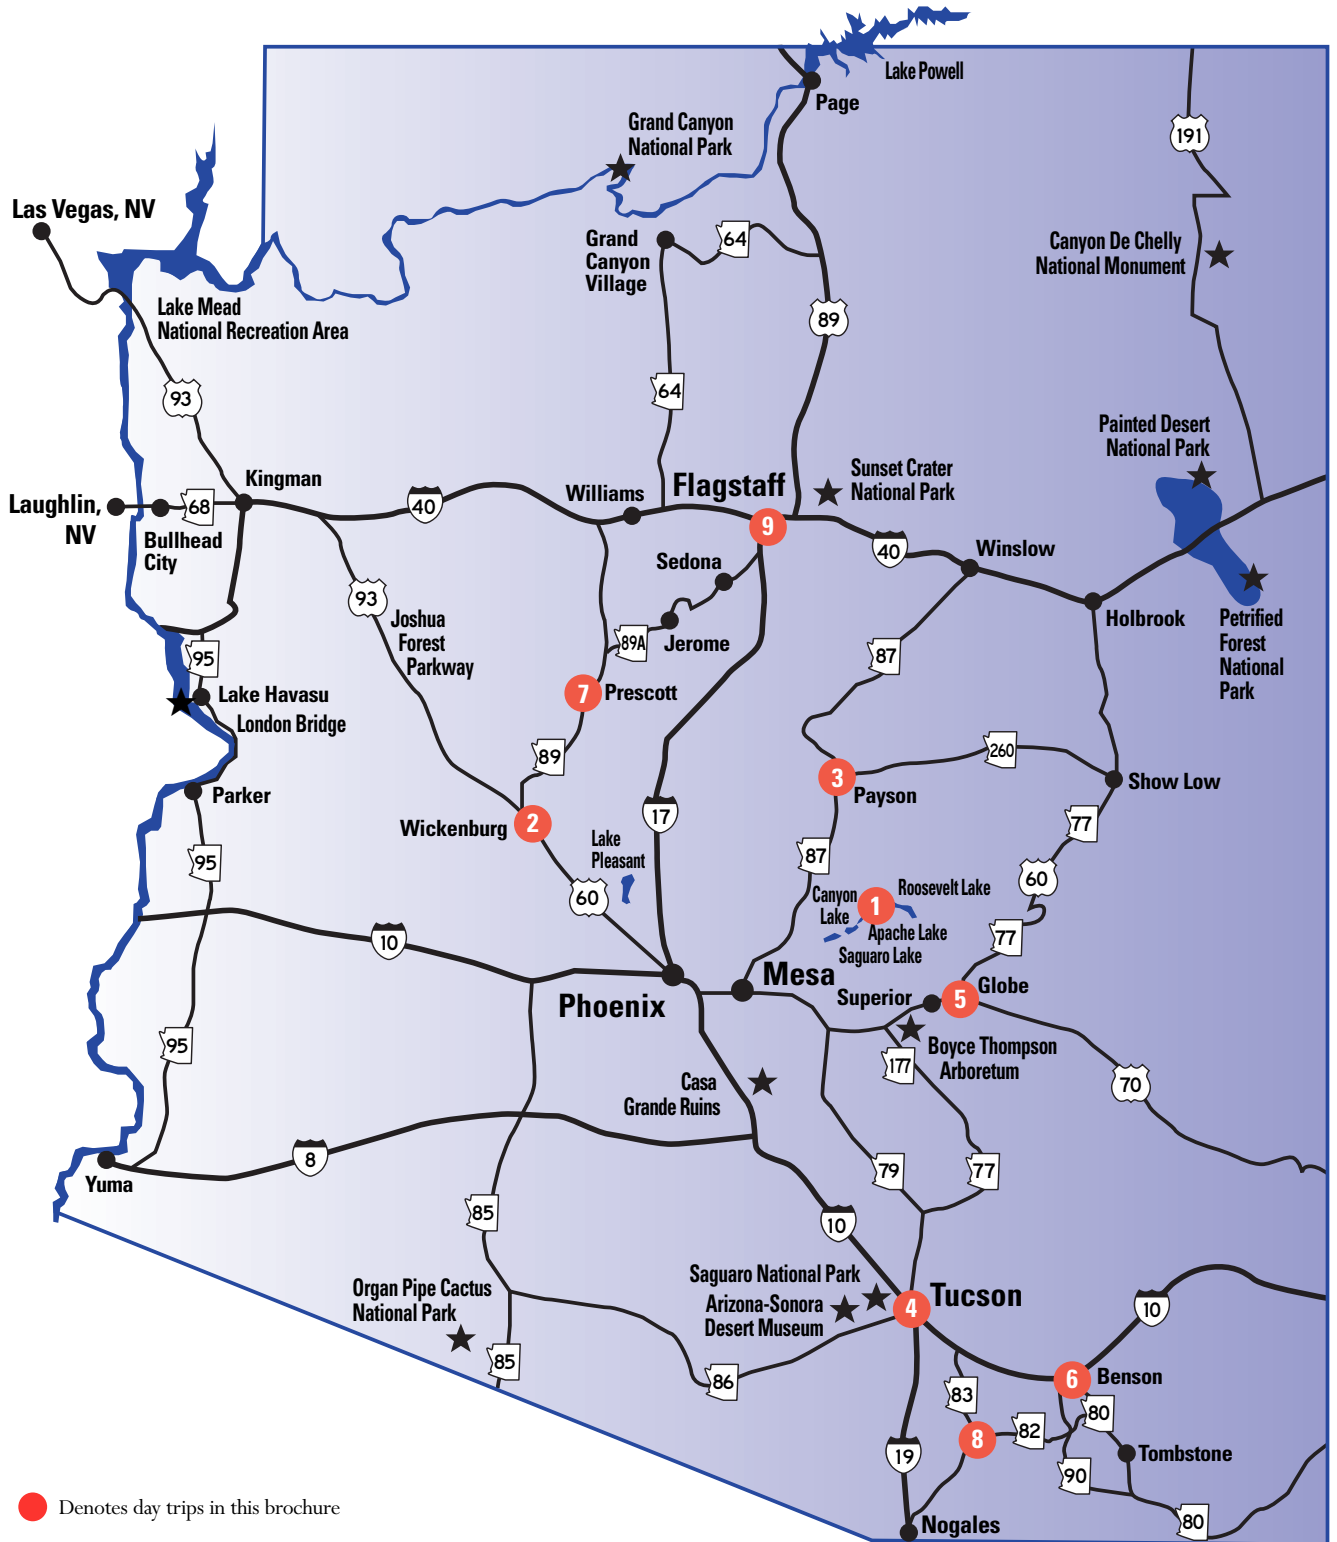 Lake Powell
Page
Grand Canyon
National Park
191
Las Vegas, NV
Grand
Canyon
Village
64
Canyon De Chelly
National Monument
Lake Mead
National Recreation Area
89
93
64
Painted Desert
National Park
Kingman
Williams
Flagstaff
Sunset Crater
National Park
Laughlin,
NV
68
40
9
Bullhead
City
Sedona
40
Winslow
93
Joshua
Forest
Parkway
89A
Jerome
87
Holbrook
Petrified
Forest
National
Park
95
Lake Havasu
London Bridge
7
Prescott
89
260
3
Payson
Show Low
Parker
Wickenburg
2
17
77
Lake
Pleasant
95
87
60
60
Canyon
Lake
1
Roosevelt Lake
Apache Lake
Saguaro Lake
77
10
Mesa
Phoenix
Superior
5
Globe
95
Boyce Thompson
Arboretum
177
70
Casa
Grande Ruins
8
Yuma
79
77
85
10
Saguaro National Park
Arizona-Sonora
Desert Museum
4
Tucson
10
Organ Pipe Cactus
National Park
85
86
6
Benson
83
80
8
82
19
Tombstone
90
80
Nogales
Denotes day trips in this brochure